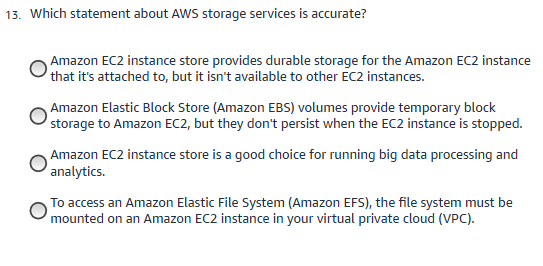 13. Which statement about AWS storage services is accurate?
Amazon EC2 instance store provides durable storage for the Amazon EC2 instance
that it's attached to, but it isn't available to other EC2 instances.
Amazon Elastic Block Store (Amazon EBS) volumes provide temporary block
storage to Amazon EC2, but they don't persist when the EC2 instance is stopped.
Amazon EC2 instance store is a good choice for running big data processing and
analytics.
To access an Amazon Elastic File System (Amazon EFS), the file system must be
mounted on an Amazon EC2 instance in your virtual private cloud (VPC).